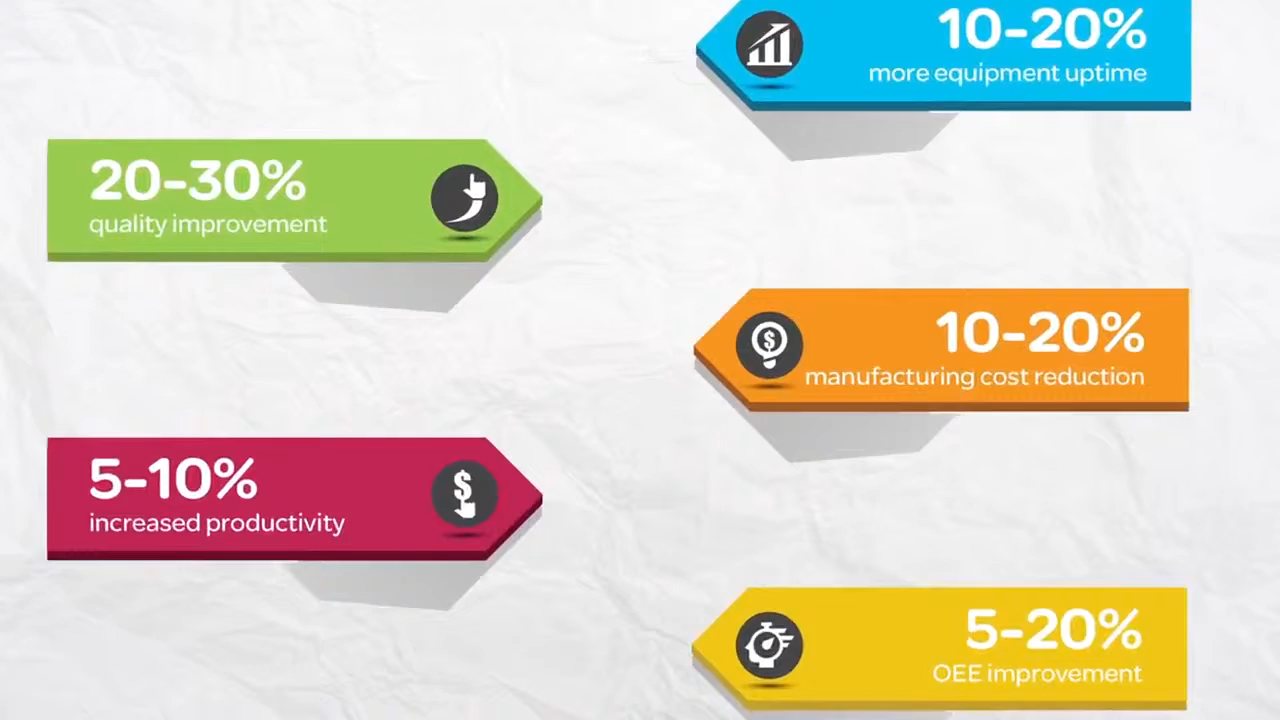 10-20%
more equipment uptime
20-30%
quality improvement
10-20%
manufacturing cost reduction
5-10%
increased productivity
5-20%
OEE improvement